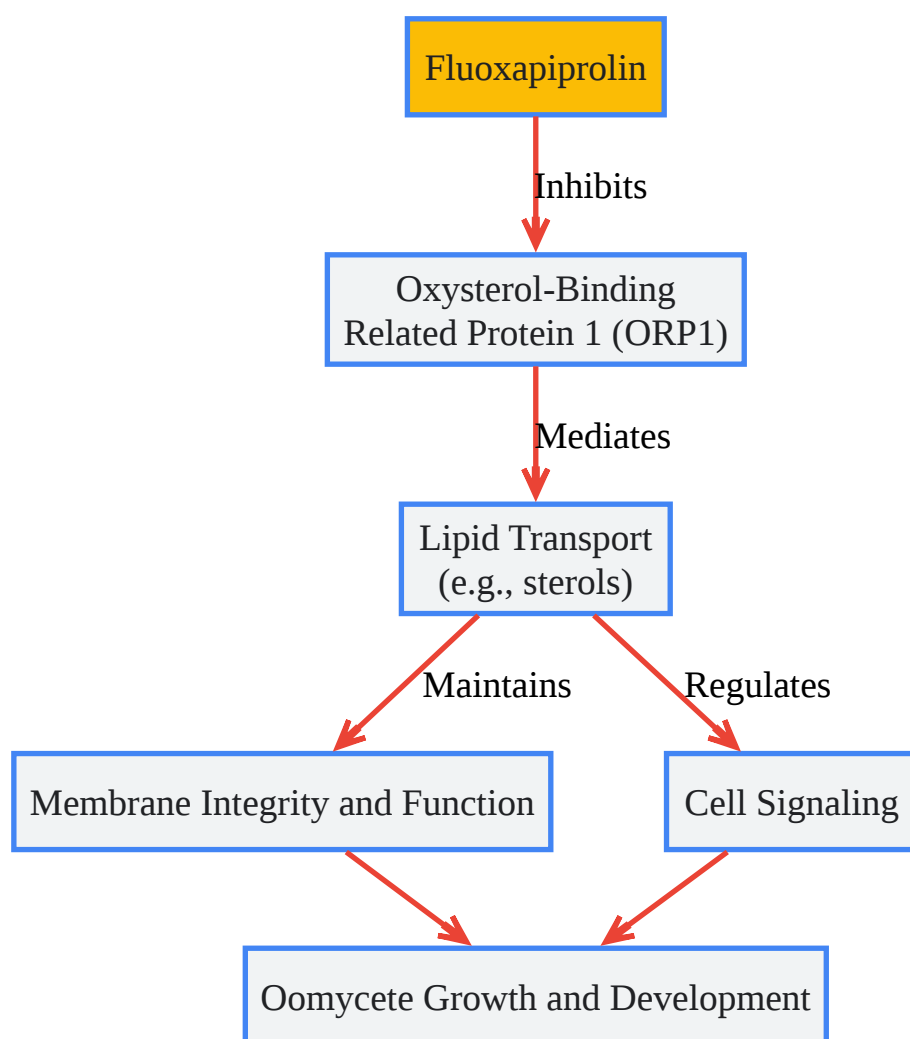 Fluoxapiprolin
Inhibits
Oxysterol-Binding
Related Protein 1 (ORP1)
Mediates
Lipid Transport
(e.g., sterols)
Maintains
Regulates
Membrane Integrity and Function
Cell Signaling
Oomycete Growth and Development